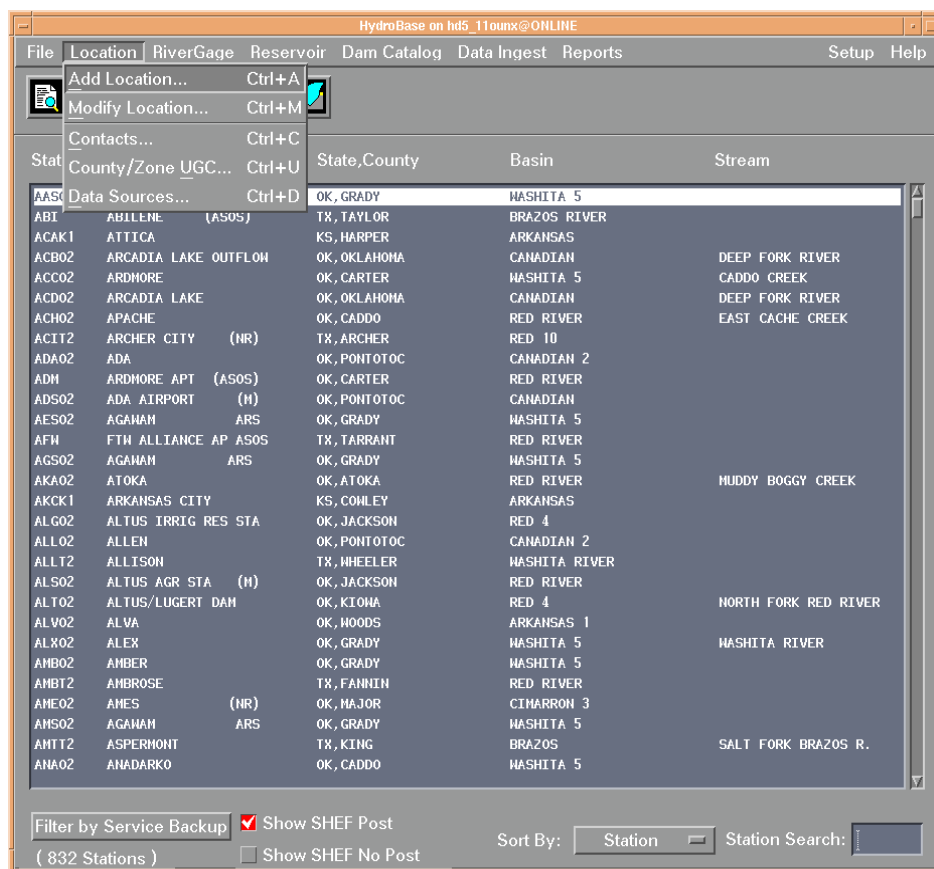 HydroBase on hd5_11ounx@ONLINE
File Location RiverGage Reservoir Dam Catalog Data Ingest Reports Setup Help
Add Location... Ctrl+A
Modify Location... Ctrl+M
Contacts... Ctrl+C
County/Zone UGC... Ctrl+U
Data Sources... Ctrl+D
Stat State,County Basin Stream
OK,GRADY WASHITA 5
ABI ABILENE (ASOS) TX,TAYLOR BRAZOS RIVER
ACAK1 ATTICA KS,HARPER ARKANSAS
ACBO2 ARCADIA LAKE OUTFLOW OK,OKLAHOMA CANADIAN DEEP FORK RIVER
ACCO2 ARDMORE OK,CARTER WASHITA 5 CADDO CREEK
ACDO2 ARCADIA LAKE OK,OKLAHOMA CANADIAN DEEP FORK RIVER
ACHO2 APACHE OK,CADDO RED RIVER EAST CACHE CREEK
ACIT2 ARCHER CITY (NR) TX,ARCHER RED 10
ADAO2 ADA OK,PONTOTOC CANADIAN 2
ADM ARDMORE APT (ASOS) OK,CARTER RED RIVER
ADSO2 ADA AIRPORT (M) OK,PONTOTOC CANADIAN
AESO2 AGAWAM ARS OK,GRADY WASHITA 5
AFW FTW ALLIANCE AP ASOS TX,TARRANT RED RIVER
AGSO2 AGAWAM ARS OK,GRADY WASHITA 5
AKAO2 ATOKA OK,ATOKA RED RIVER MUDDY BOGGY CREEK
AKCK1 ARKANSAS CITY KS,COWLEY ARKANSAS
ALGO2 ALTUS IRRIG RES STA OK,JACKSON RED 4
ALLO2 ALLEN OK,PONTOTOC CANADIAN 2
ALLT2 ALLISON TX,WHEELER WASHITA RIVER
ALSO2 ALTUS AGR STA (M) OK,JACKSON RED RIVER
ALTO2 ALTUS/LUGERT DAM OK,KIOWA RED 4 NORTH FORK RED RIVER
ALVO2 ALVA OK,WOODS ARKANSAS 1
ALXO2 ALEX OK,GRADY WASHITA 5 WASHITA RIVER
AMBO2 AMBER OK,GRADY WASHITA 5
AMBT2 AMBROSE TX,FANNIN RED RIVER
AMEO2 AMES (NR) OK,MAJOR CIMARRON 3
AMSO2 AGAWAM ARS OK,GRADY WASHITA 5
AMTT2 ASPERMONT TX,KING BRAZOS SALT FORK BRAZOS R.
ANAO2 ANADARKO OK,CADDO WASHITA 5
Filter by Service Backup Show SHEF Post
Sort By: Station Station Search:
( 832 Stations ) Show SHEF No Post